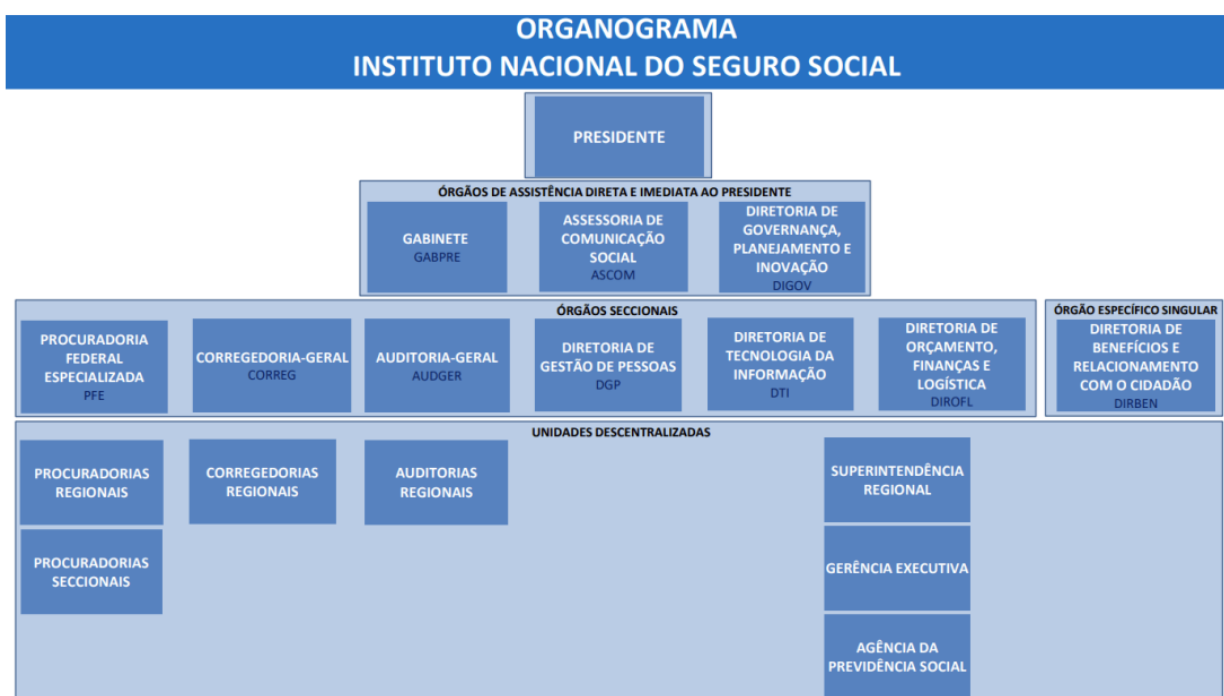 ORGANOGRAMA
INSTITUTO NACIONAL DO SEGURO SOCIAL
PRESIDENTE
ÓRGÃOS DE ASSISTÊNCIA DIRETA E IMEDIATA AO PRESIDENTE
GABINETE
GABPRE
ASSESSORIA DE
COMUNICAÇÃO
SOCIAL
ASCOM
DIRETORIA DE
GOVERNANÇA,
PLANEJAMENTO E
INOVAÇÃO
DIGOV
ÓRGÃOS SECCIONAIS
PROCURADORIA
FEDERAL
ESPECIALIZADA
PFE
CORREGEDORIA-GERAL
CORREG
AUDITORIA-GERAL
AUDGER
DIRETORIA DE
GESTÃO DE PESSOAS
DGP
DIRETORIA DE
TECNOLOGIA DA
INFORMAÇÃO
DTI
DIRETORIA DE
ORÇAMENTO,
FINANÇAS E
LOGÍSTICA
DIROFL
ÓRGÃO ESPECÍFICO SINGULAR
DIRETORIA DE
BENEFÍCIOS E
RELACIONAMENTO
COM O CIDADÃO
DIRBEN
UNIDADES DESCENTRALIZADAS
PROCURADORIAS
REGIONAIS
CORREGEDORIAS
REGIONAIS
AUDITORIAS
REGIONAIS
SUPERINTENDÊNCIA
REGIONAL
PROCURADORIAS
SECCIONAIS
GERÊNCIA EXECUTIVA
AGÊNCIA DA
PREVIDÊNCIA SOCIAL